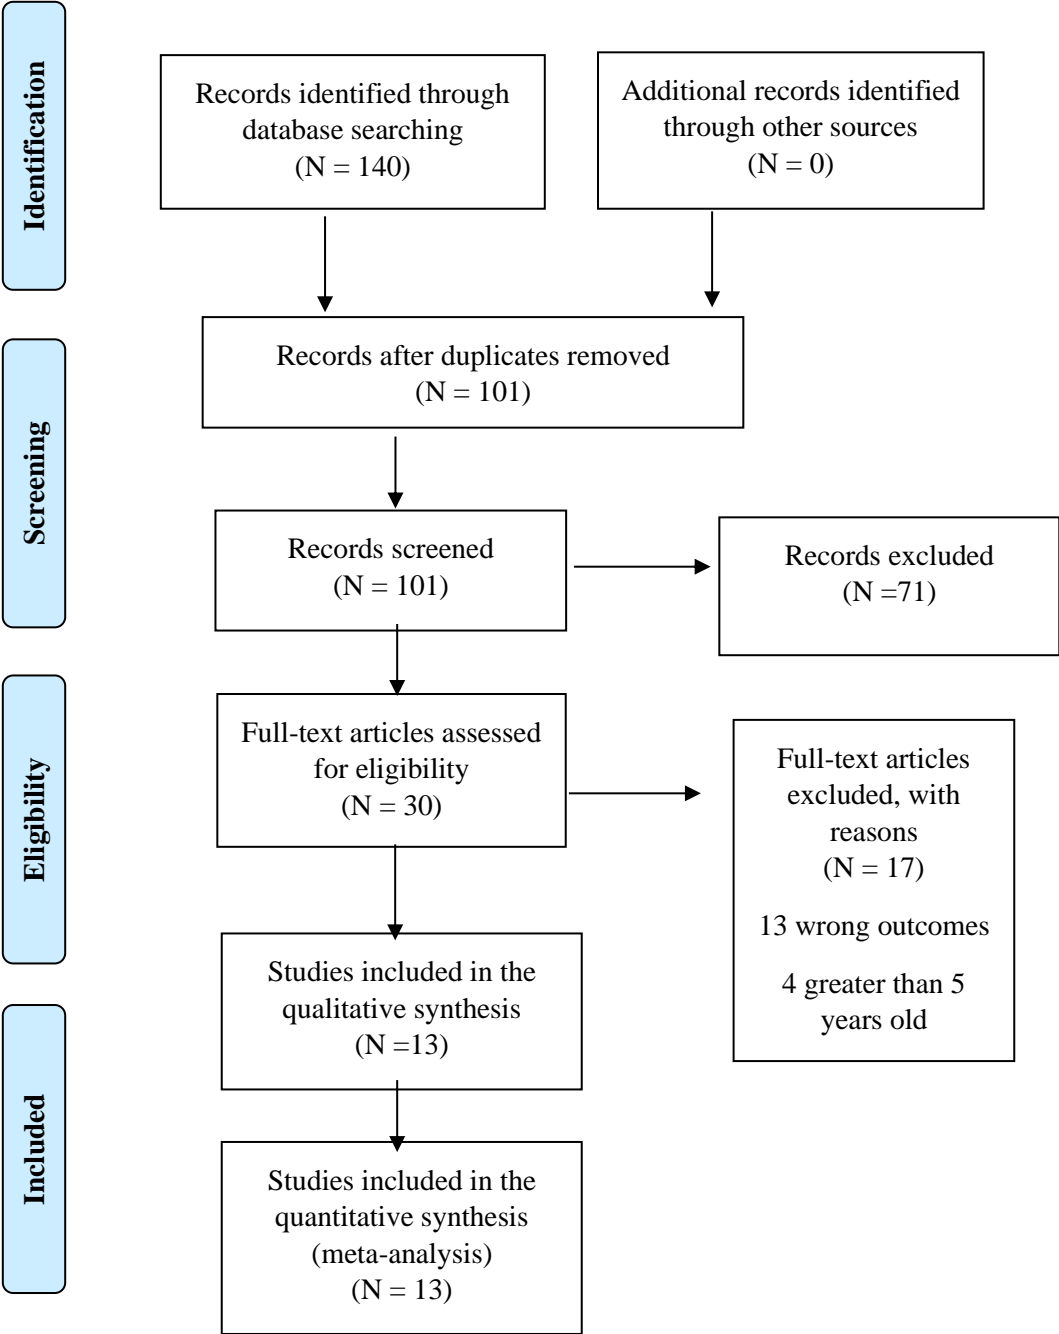 Identification
Records identified through
database searching
(N = 140)
Additional records identified
through other sources
(N = 0)
Records after duplicates removed
(N = 101)
Screening
Records screened
(N = 101)
Records excluded
(N =71)
Eligibility
Full-text articles assessed
for eligibility
(N = 30)
Full-text articles
excluded, with
reasons
(N = 17)
13 wrong outcomes
4 greater than 5
years old
Studies included in the
qualitative synthesis
(N =13)
Included
Studies included in the
quantitative synthesis
(meta-analysis)
(N = 13)